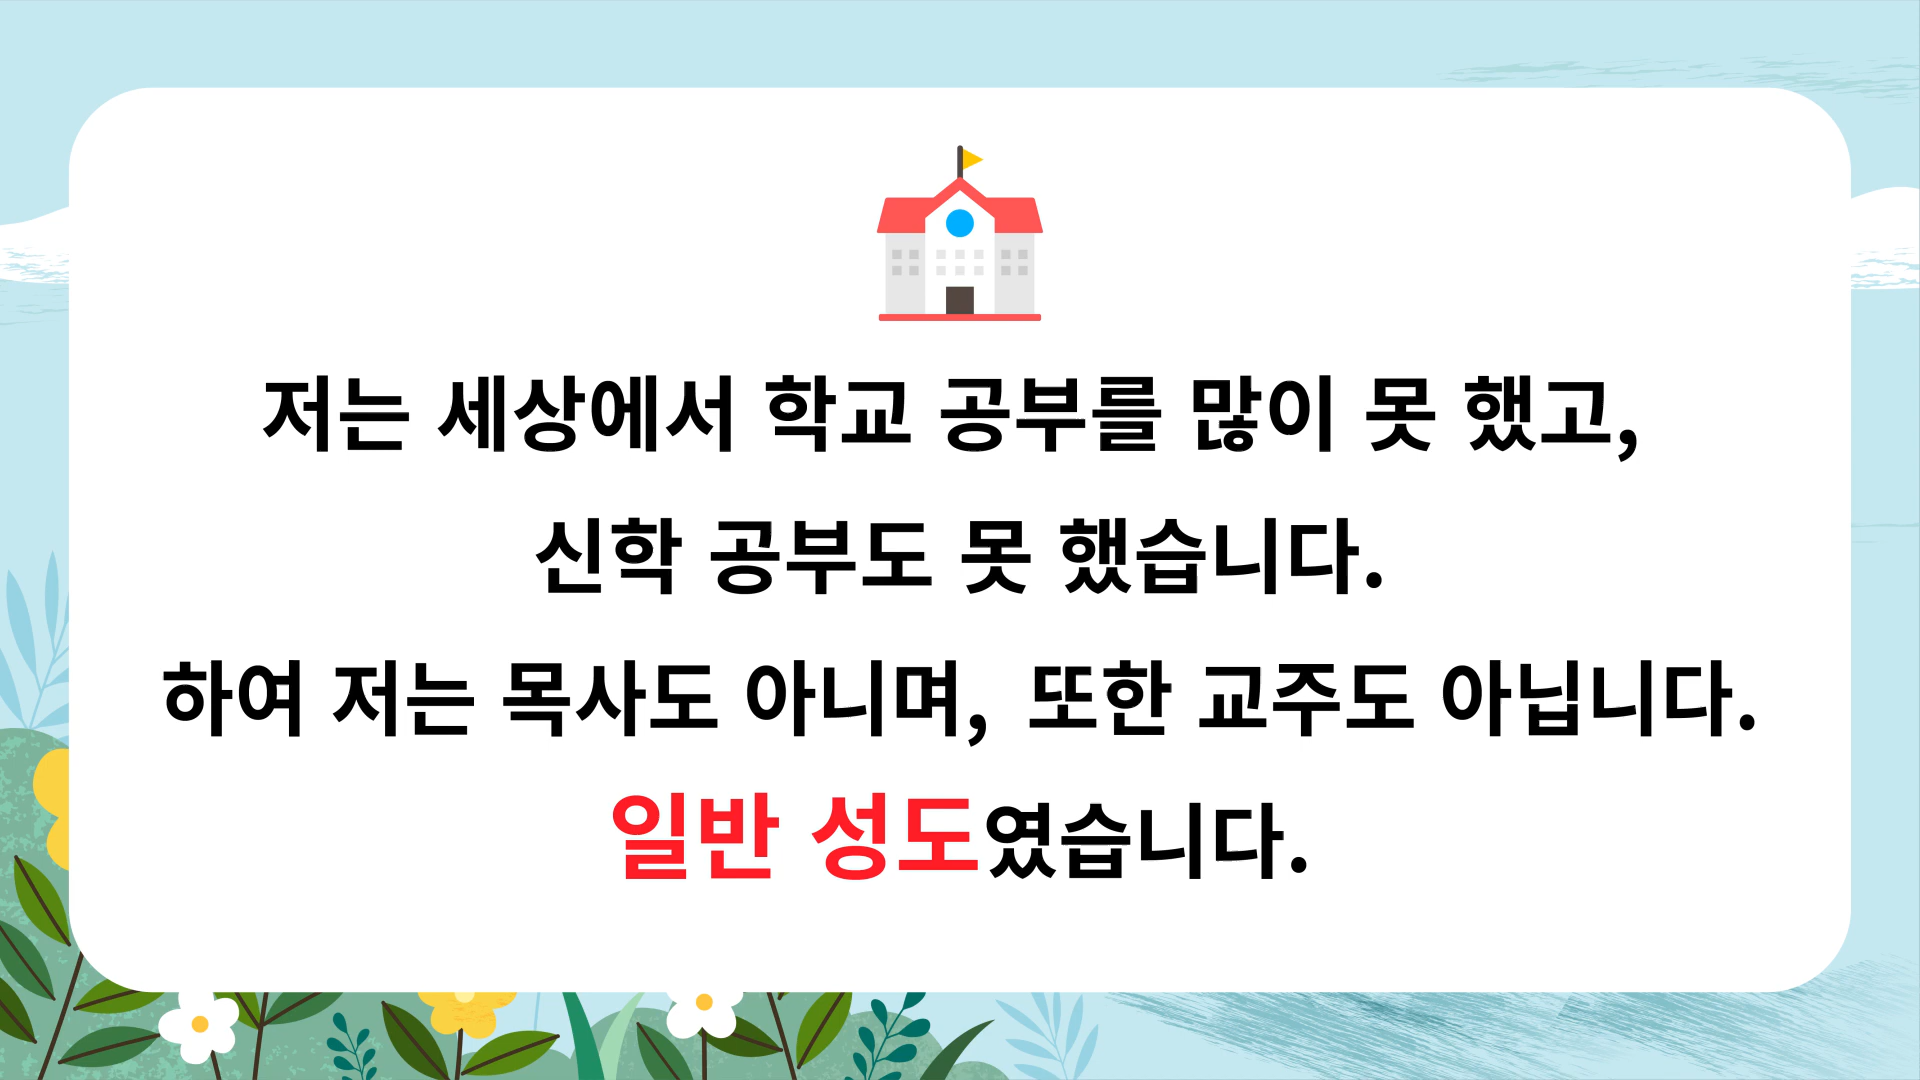 저는 세상에서 학교 공부를 많이 못 했고,
신학 공부도 못 했습니다.
하여 저는 목사도 아니며, 또한 교주도 아닙니다.
일반 성도였습니다.